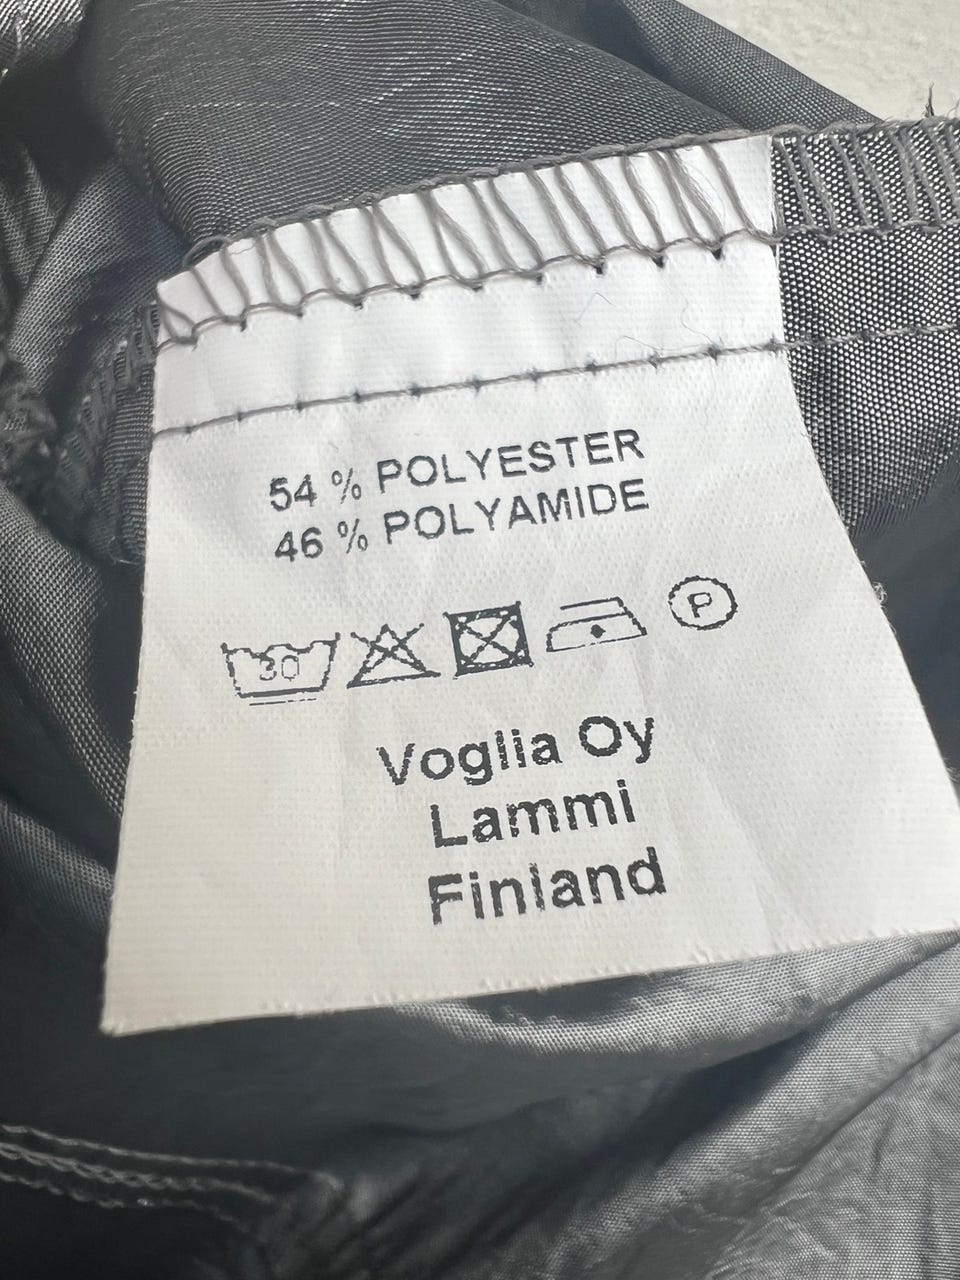 54 % POLYESTER
46 % POLYAMIDE
30 P
Voglia Oy
Lammi
Finland